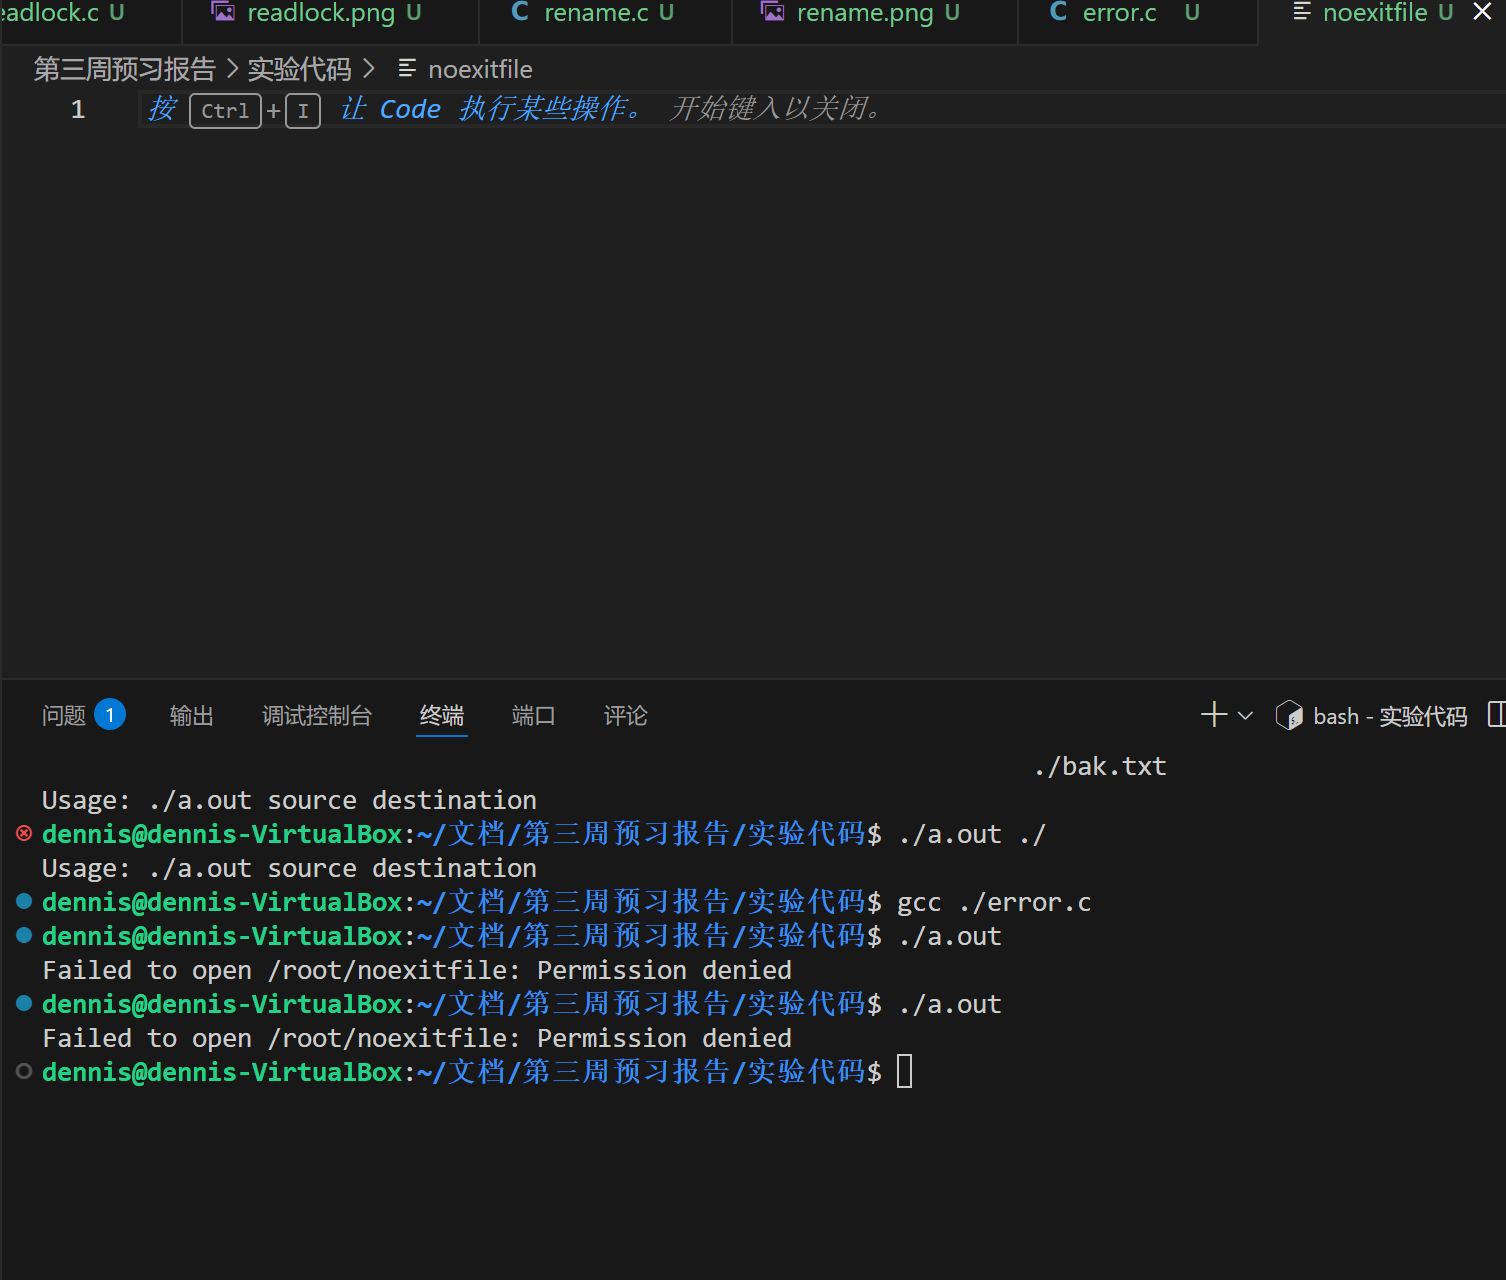 eadlock.c U readlock.png U C rename.c U rename.png U C error.c U noexitfile U
第三周预习报告 > 实验代码 > noexitfile
1 按 Ctrl + I 让 Code 执行某些操作。 开始键入以关闭。
问题 1 输出 调试控制台 终端 端口 评论 bash - 实验代码
./bak.txt
Usage: ./a.out source destination
dennis@dennis-VirtualBox:~/文档/第三周预习报告/实验代码$ ./a.out ./
Usage: ./a.out source destination
dennis@dennis-VirtualBox:~/文档/第三周预习报告/实验代码$ gcc ./error.c
dennis@dennis-VirtualBox:~/文档/第三周预习报告/实验代码$ ./a.out
Failed to open /root/noexitfile: Permission denied
dennis@dennis-VirtualBox:~/文档/第三周预习报告/实验代码$ ./a.out
Failed to open /root/noexitfile: Permission denied
dennis@dennis-VirtualBox:~/文档/第三周预习报告/实验代码$